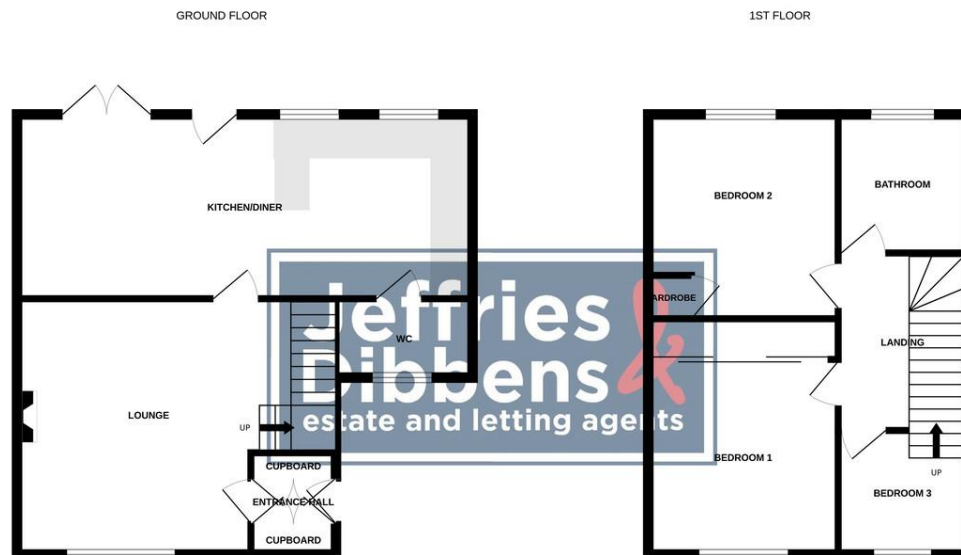 GROUND FLOOR
1ST FLOOR
KITCHEN/DINER
BEDROOM 2
BATHROOM
ARDROBE
Jeffries &
Dibbens
estate and letting agents
WC
LANDING
LOUNGE
UP
CUPBOARD
ENTRANCE HALL
CUPBOARD
BEDROOM 1
UP
BEDROOM 3